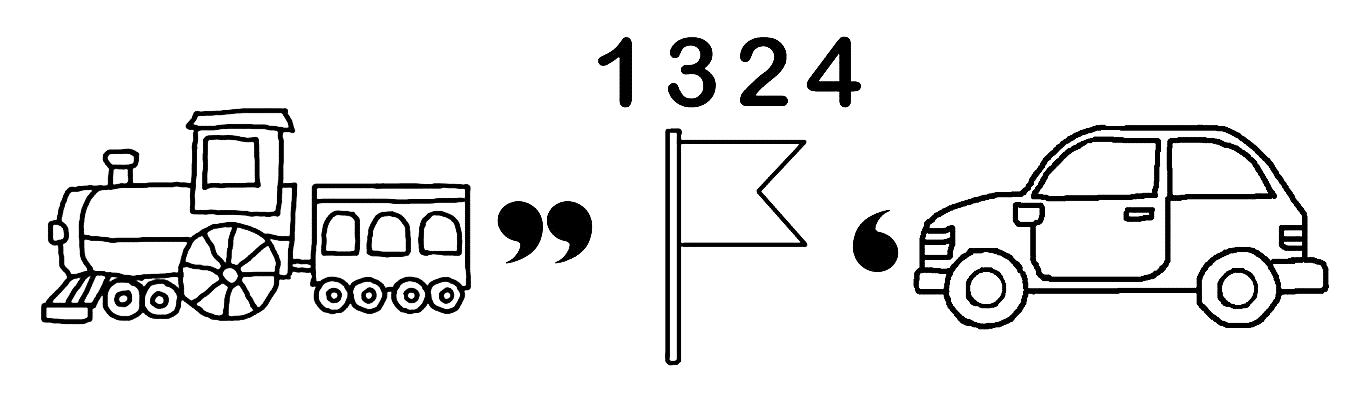 1324
,, ‘